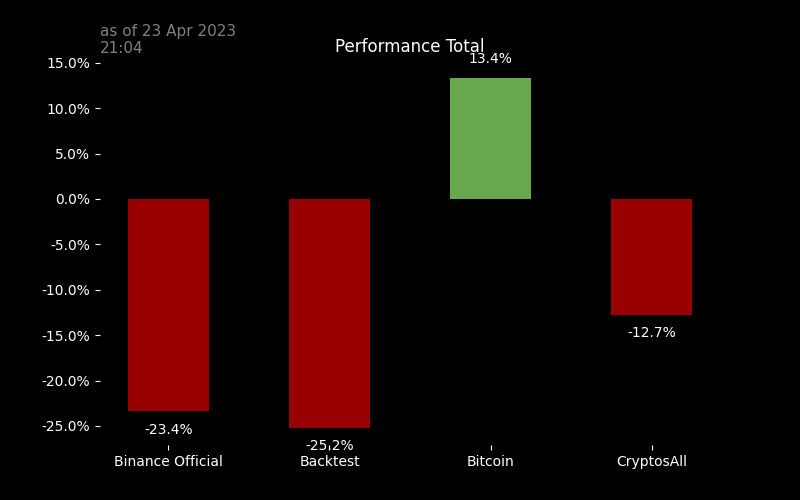 as of 23 Apr 2023
21:04
Performance Total
15.0%
10.0%
5.0%
0.0%
-5.0%
-10.0%
-15.0%
-20.0%
-25.0%
13.4%
-12.7%
-23.4%
-25.2%
Binance Official
Backtest
Bitcoin
CryptosAll